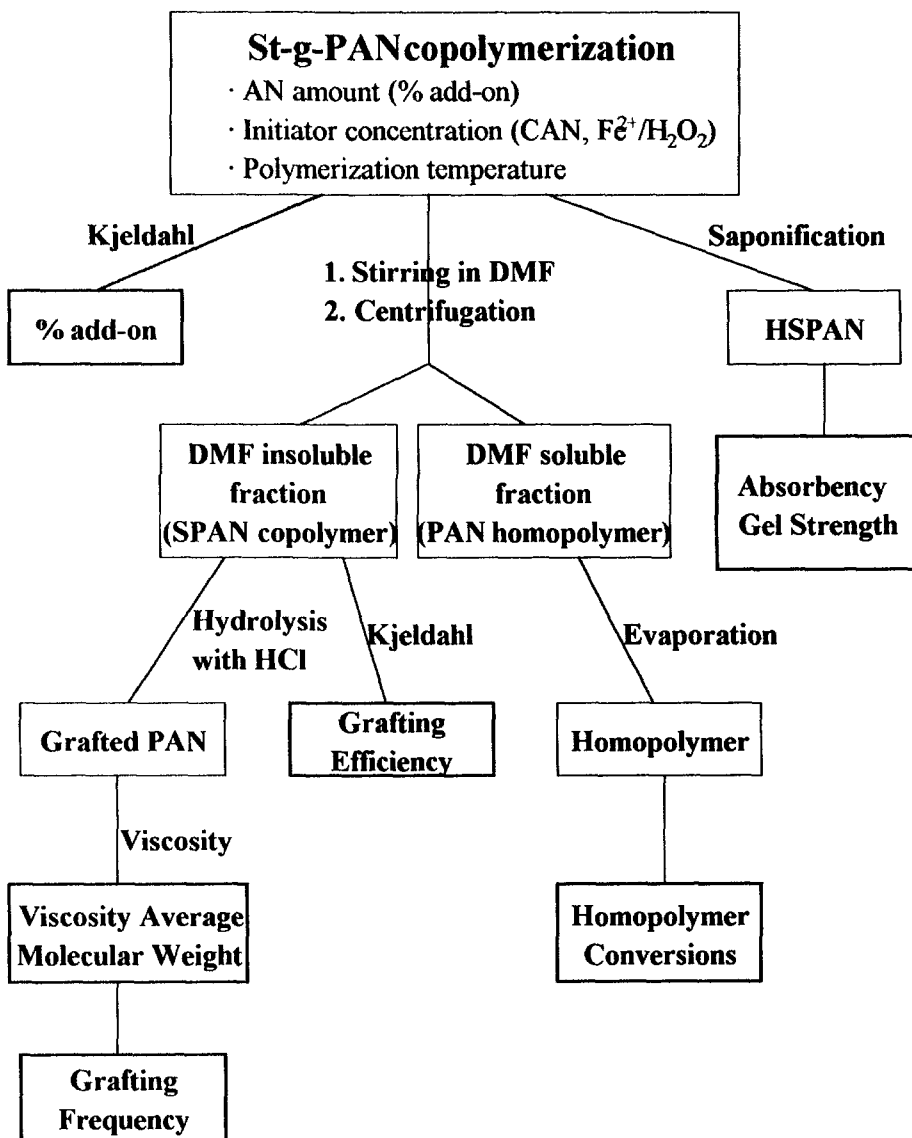 St-g-PAN copolymerization
· AN amount (% add-on)
· Initiator concentration (CAN, Fe²⁺/H₂O₂)
· Polymerization temperature
Kjeldahl
1. Stirring in DMF
2. Centrifugation
Saponification
% add-on
HSPAN
DMF insoluble
fraction
(SPAN copolymer)
DMF soluble
fraction
(PAN homopolymer)
Absorbency
Gel Strength
Hydrolysis
with HCl
Kjeldahl
Evaporation
Grafted PAN
Grafting
Efficiency
Homopolymer
Viscosity
Viscosity Average
Molecular Weight
Homopolymer
Conversions
Grafting
Frequency